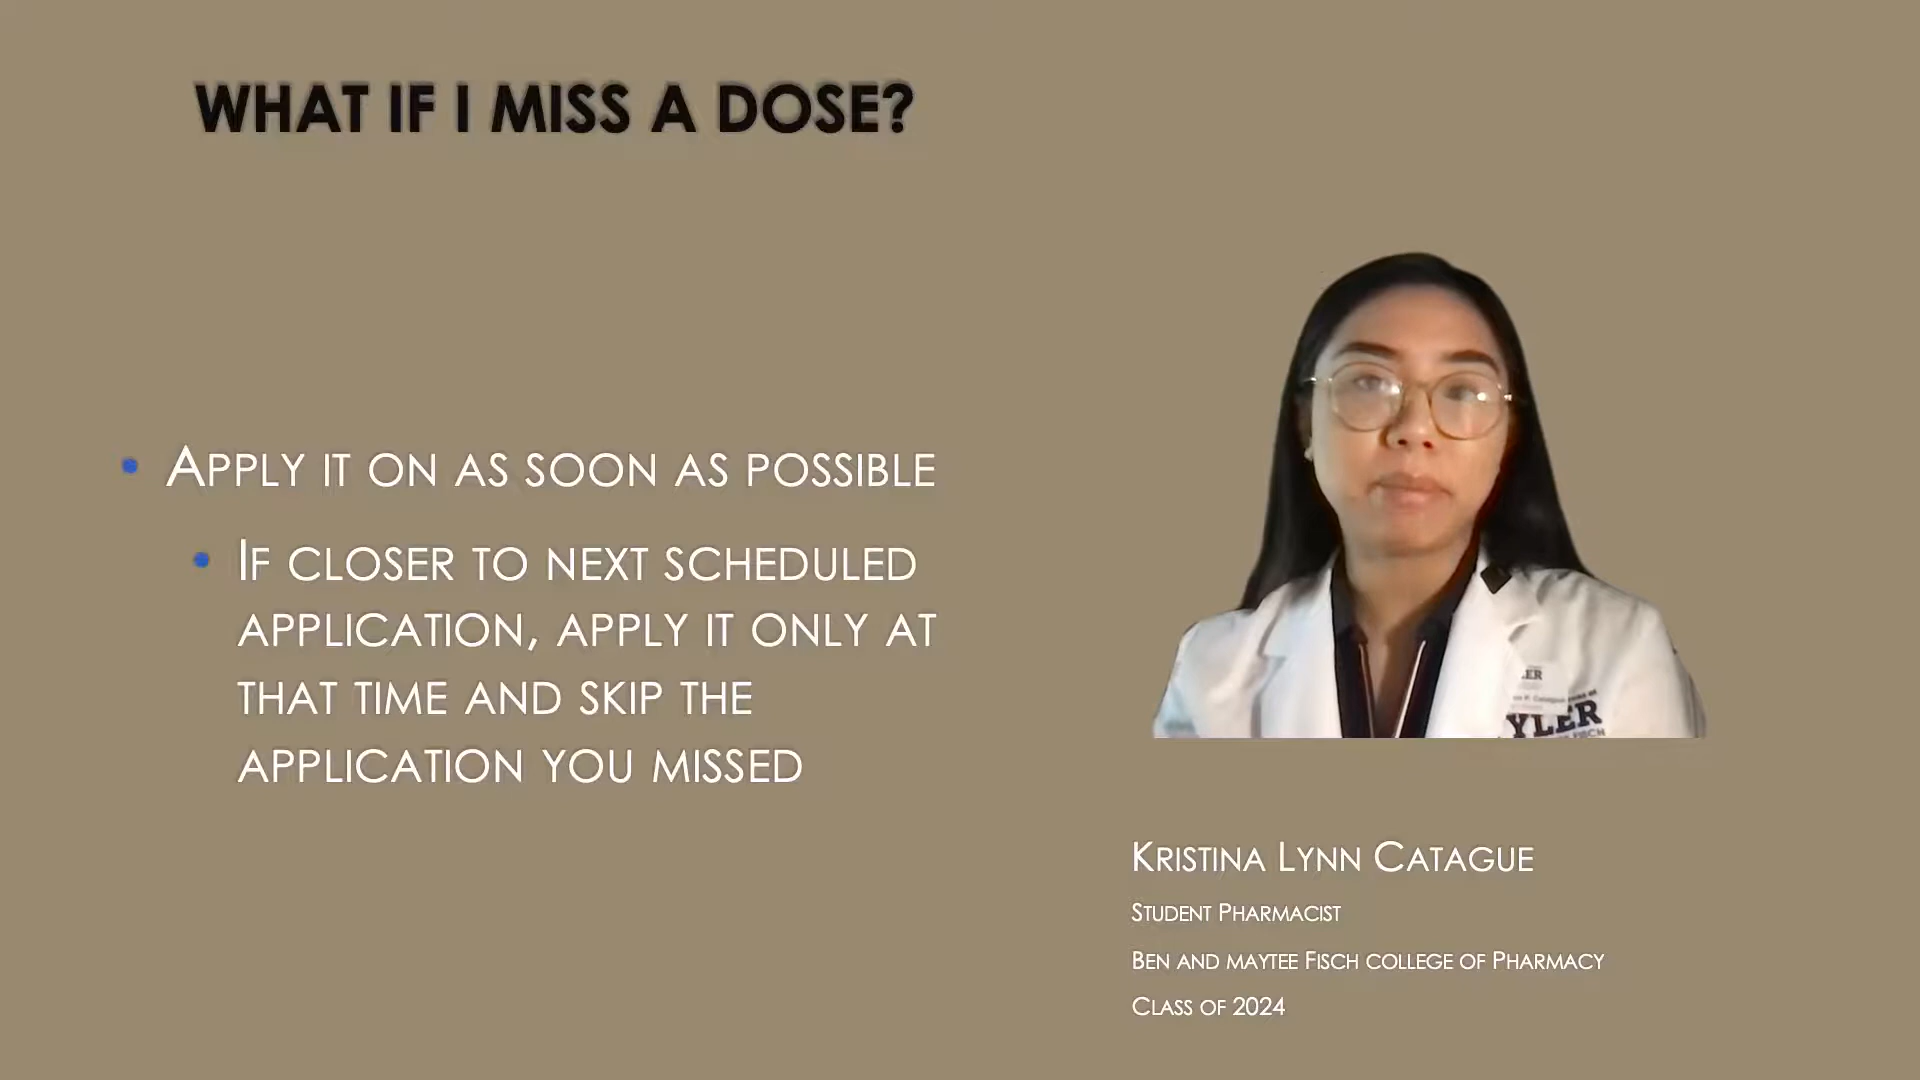 WHAT IF I MISS A DOSE?
APPLY IT ON AS SOON AS POSSIBLE
IF CLOSER TO NEXT SCHEDULED
APPLICATION, APPLY IT ONLY AT
THAT TIME AND SKIP THE
APPLICATION YOU MISSED
YLER
FISCH
KRISTINA LYNN CATAGUE
STUDENT PHARMACIST
BEN AND MAYTEE FISCH COLLEGE OF PHARMACY
CLASS OF 2024